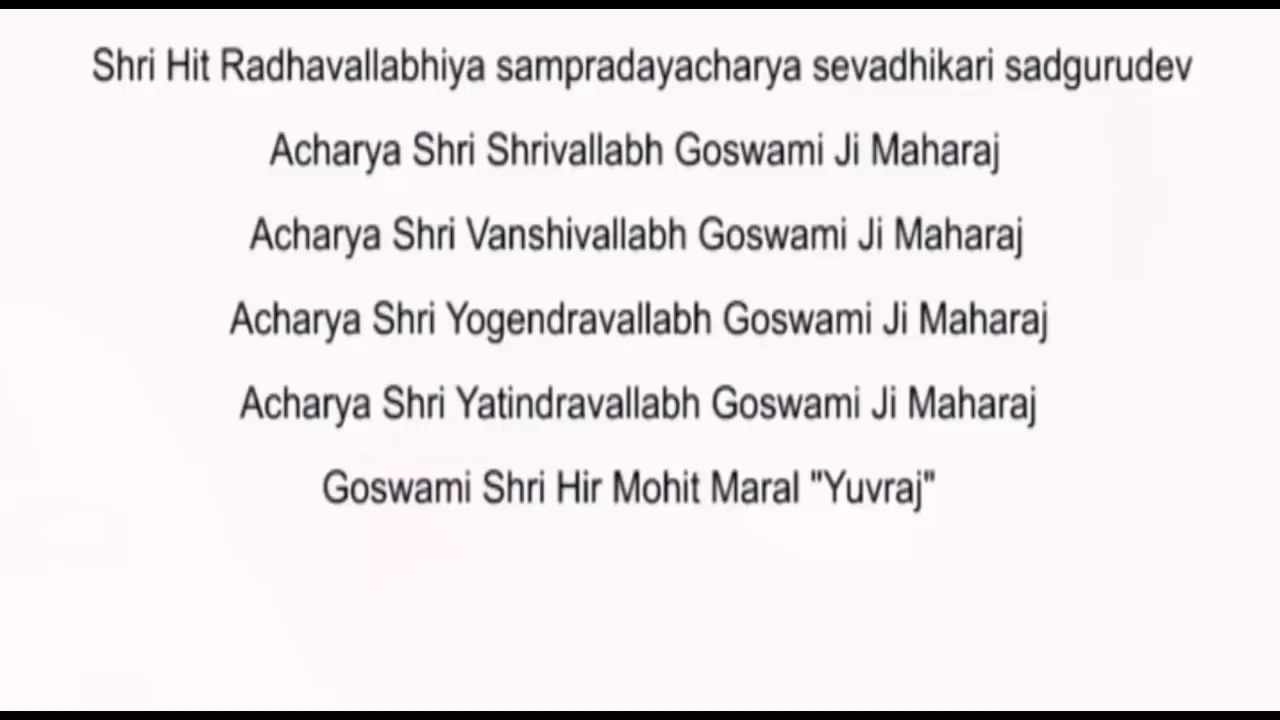 Shri Hit Radhavallabhiya sampradayacharya sevadhikari sadgurudev
Acharya Shri Shrivallabh Goswami Ji Maharaj
Acharya Shri Vanshivallabh Goswami Ji Maharaj
Acharya Shri Yogendravallabh Goswami Ji Maharaj
Acharya Shri Yatindravallabh Goswami Ji Maharaj
Goswami Shri Hir Mohit Maral "Yuvraj"